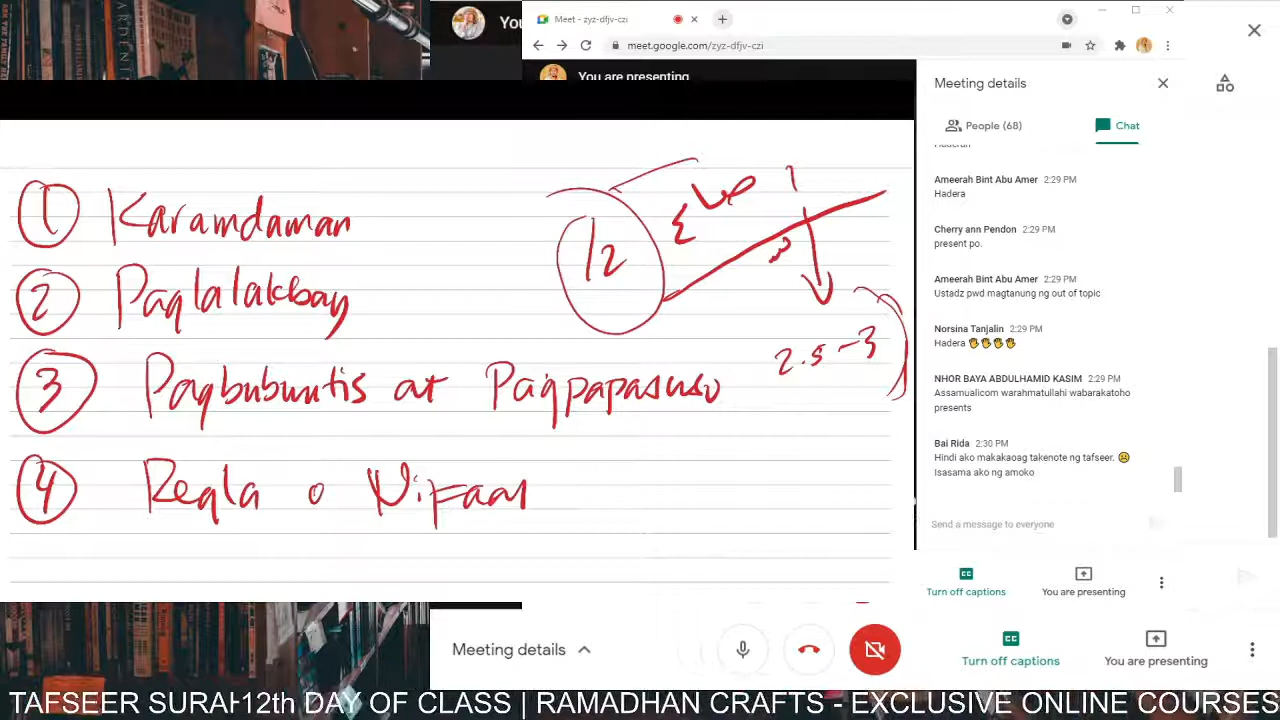 You
Meet - zyz-dfjv-czi
meet.google.com/zyz-dfjv-czi
You are presenting
Meeting details
People (68)
Chat
Ameerah Bint Abu Amer 2:29 PM
Hadera
Cherry ann Pendon 2:29 PM
present po.
Ameerah Bint Abu Amer 2:29 PM
Ustadz pwd magtanung ng out of topic
Norsina Tanjalin 2:29 PM
Hadera 🖐🖐🖐🖐
NHOR BAYA ABDULHAMID KASIM 2:29 PM
Assamualicom warahmatullahi wabarakatoho
presents
Bai Rida 2:30 PM
Hindi ako makakaoag takenote ng tafseer. ☹️
Isasama ako ng amoko
Send a message to everyone
Turn off captions
You are presenting
① Karamdaman
② Paglalakbay
③ Pagbubuntis at Pagpapasuso
④ Regla o Nifaas
12
2.5 - 3
Meeting details
Turn off captions
You are presenting
TAFSEER SURAH-12th DAY OF CLASS | RAMADHAN CRAFTS - EXCLUSIVE ONLINE COURSES